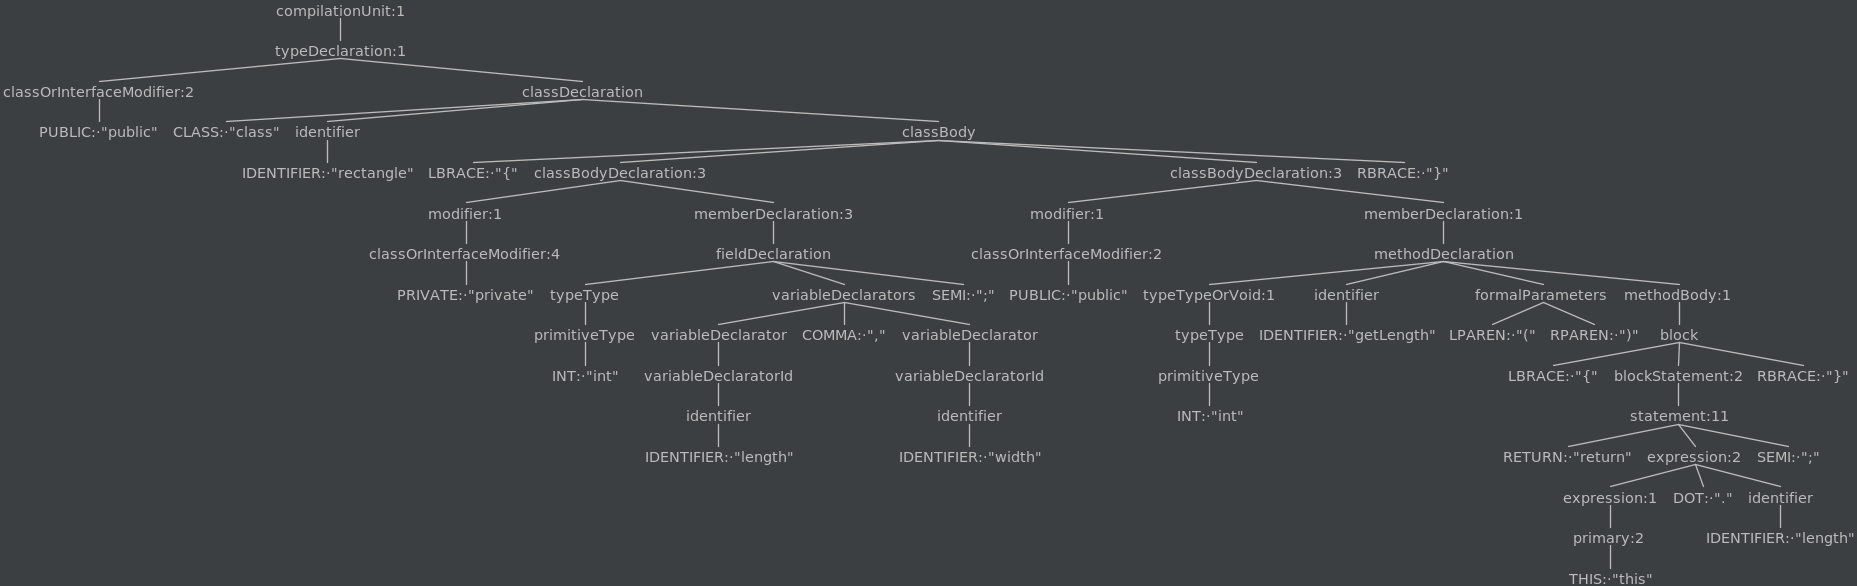 compilationUnit:1
typeDeclaration:1
classOrInterfaceModifier:2 classDeclaration
PUBLIC:·"public" CLASS:·"class" identifier classBody
IDENTIFIER:·"rectangle" LBRACE:·"{" classBodyDeclaration:3 classBodyDeclaration:3 RBRACE:·"}"
modifier:1 memberDeclaration:3 modifier:1 memberDeclaration:1
classOrInterfaceModifier:4 fieldDeclaration classOrInterfaceModifier:2 methodDeclaration
PRIVATE:·"private" typeType variableDeclarators SEMI:·";" PUBLIC:·"public" typeTypeOrVoid:1 identifier formalParameters methodBody:1
primitiveType variableDeclarator COMMA:·"," variableDeclarator typeType IDENTIFIER:·"getLength" LPAREN:·"(" RPAREN:·")" block
INT:·"int" variableDeclaratorId variableDeclaratorId primitiveType LBRACE:·"{" blockStatement:2 RBRACE:·"}"
identifier identifier INT:·"int" statement:11
IDENTIFIER:·"length" IDENTIFIER:·"width" RETURN:·"return" expression:2 SEMI:·";"
expression:1 DOT:·"." identifier
primary:2 IDENTIFIER:·"length"
THIS:·"this"